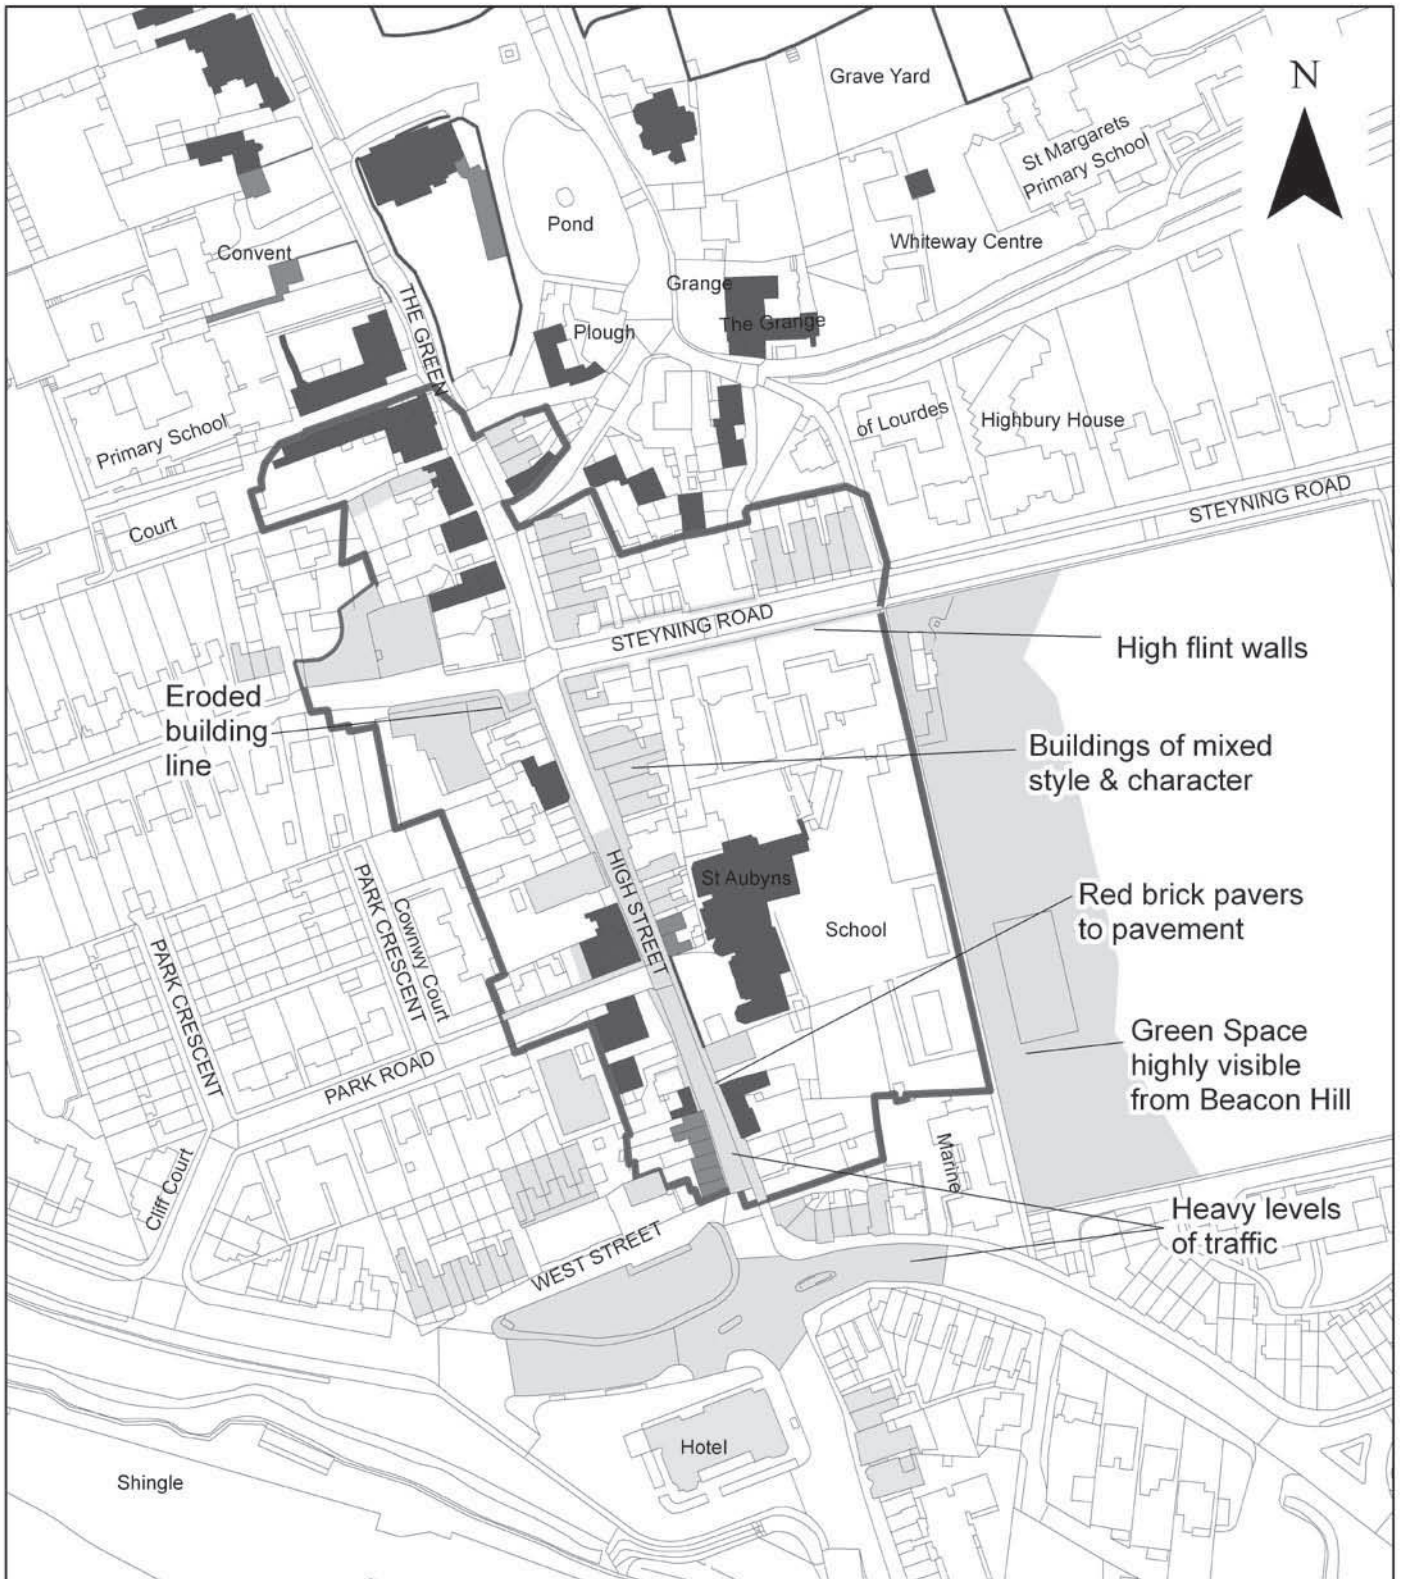 Grave Yard
N
St Margarets
Primary School
Pond
Convent
Whiteway Centre
Grange
The Grange
THE GREEN
Plough
Primary School
of Lourdes
Highbury House
Court
STEYNING ROAD
STEYNING ROAD
High flint walls
Eroded
building
line
Buildings of mixed
style & character
HIGH STREET
St Aubyns
PARK CRESCENT
Cownwy Court
PARK CRESCENT
School
Red brick pavers
to pavement
Green Space
highly visible
from Beacon Hill
PARK ROAD
Cliff Court
Marine
Heavy levels
of traffic
WEST STREET
Hotel
Shingle